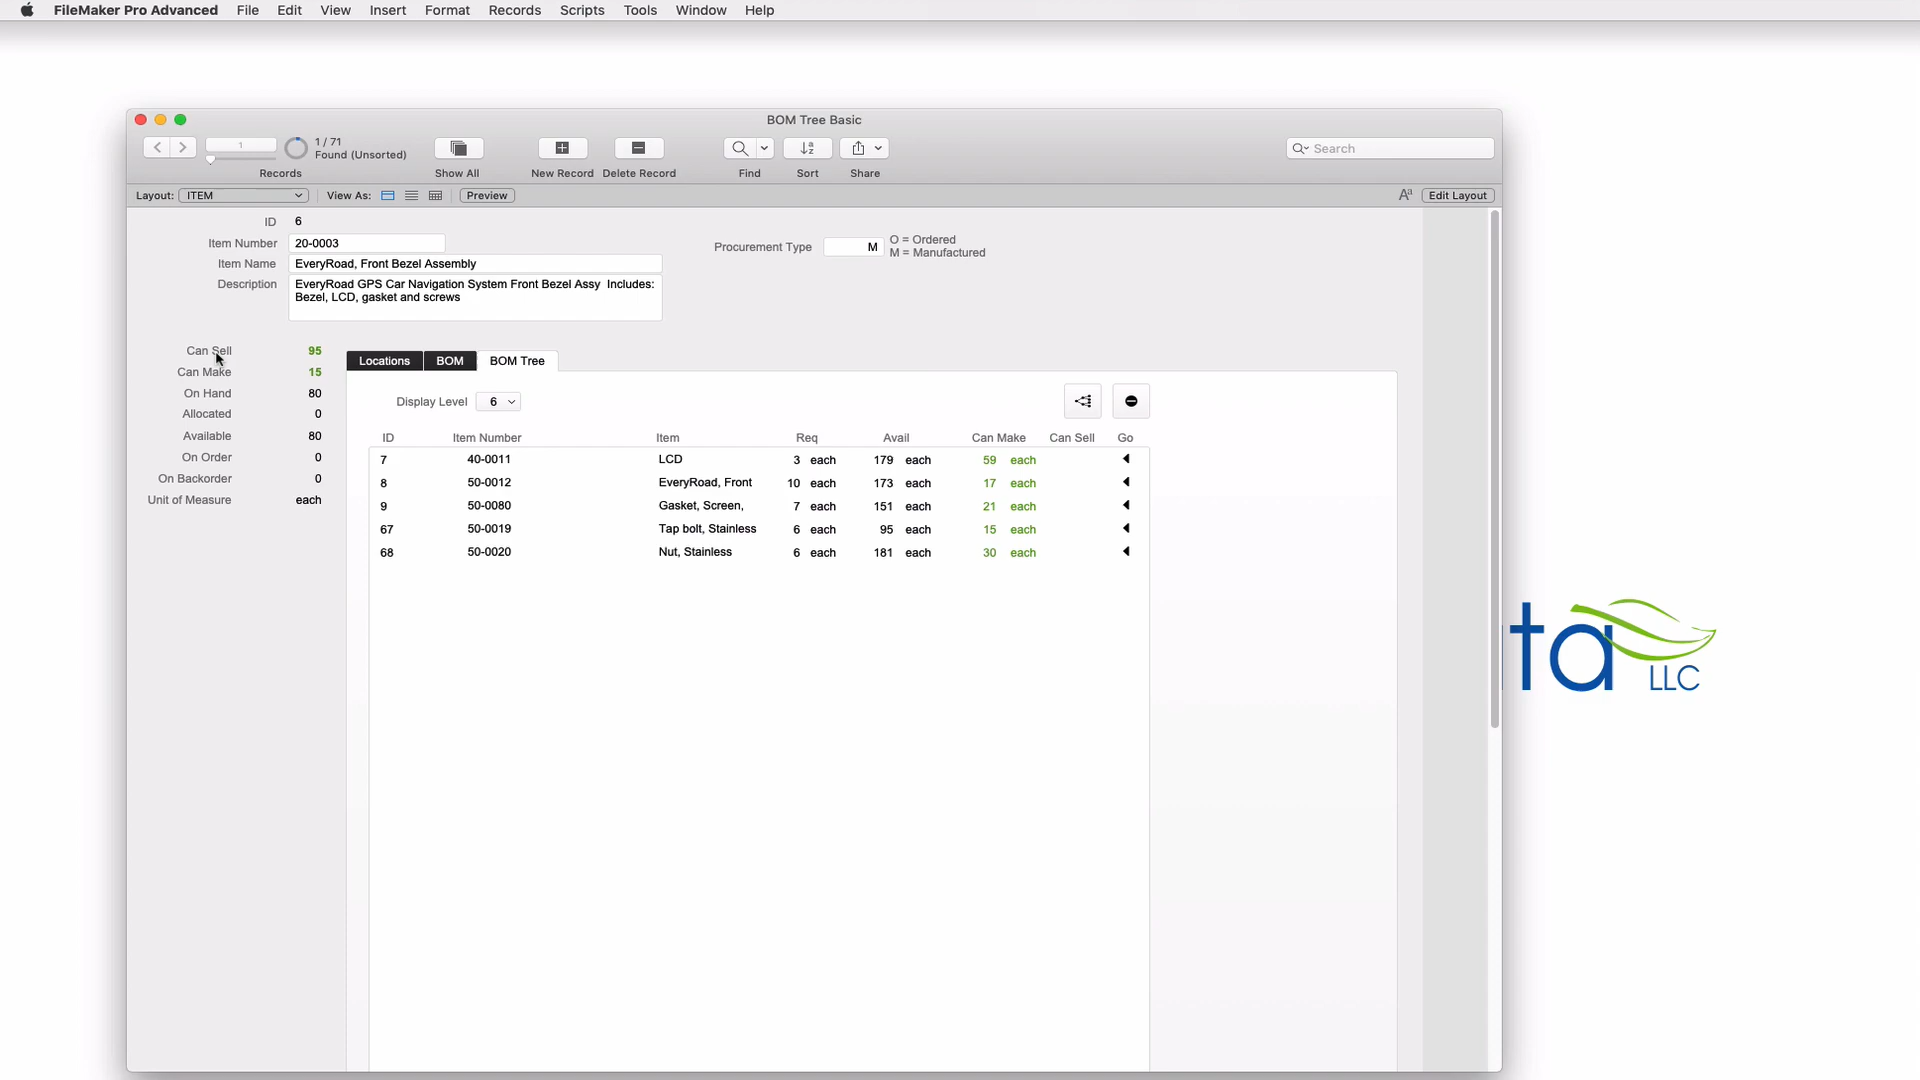 FileMaker Pro Advanced File Edit View Insert Format Records Scripts Tools Window Help
BOM Tree Basic
1
1 / 71
Found (Unsorted)
Search
Records Show All New Record Delete Record Find Sort Share
Layout: ITEM View As: Preview Aa Edit Layout
ID 6
Item Number 20-0003
Procurement Type M
O = Ordered
M = Manufactured
Item Name EveryRoad, Front Bezel Assembly
Description EveryRoad GPS Car Navigation System Front Bezel Assy Includes:
Bezel, LCD, gasket and screws
Can Sell 95
Can Make 15
On Hand 80
Allocated 0
Available 80
On Order 0
On Backorder 0
Unit of Measure each
Locations BOM BOM Tree
Display Level 6
ID Item Number Item Req Avail Can Make Can Sell Go
7 40-0011 LCD 3 each 179 each 59 each
8 50-0012 EveryRoad, Front 10 each 173 each 17 each
9 50-0080 Gasket, Screen, 7 each 151 each 21 each
67 50-0019 Tap bolt, Stainless 6 each 95 each 15 each
68 50-0020 Nut, Stainless 6 each 181 each 30 each
ta
LLC